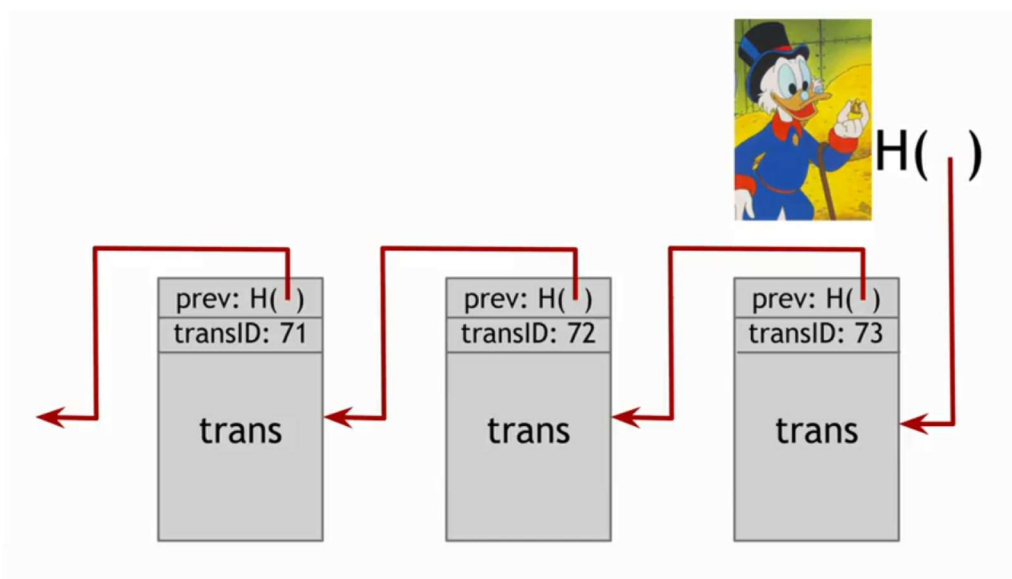 H( )
prev: H( )
transID: 71
trans
prev: H( )
transID: 72
trans
prev: H( )
transID: 73
trans